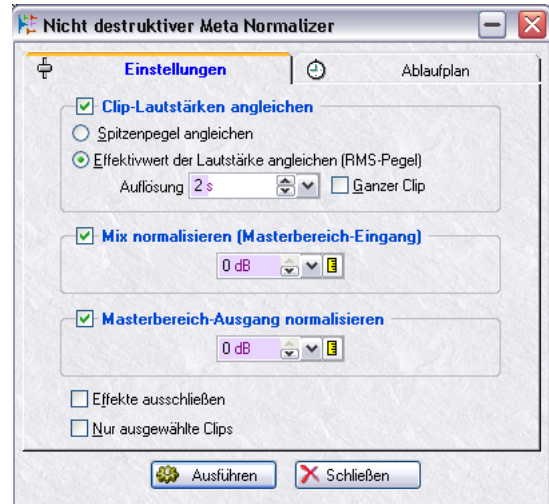 Nicht destruktiver Meta Normalizer
Einstellungen
Ablaufplan
Clip-Lautstärken angleichen
Spitzenpegel angleichen
Effektivwert der Lautstärke angleichen (RMS-Pegel)
Auflösung 2 s Ganzer Clip
Mix normalisieren (Masterbereich-Eingang)
0 dB
Masterbereich-Ausgang normalisieren
0 dB
Effekte ausschließen
Nur ausgewählte Clips
Ausführen Schließen